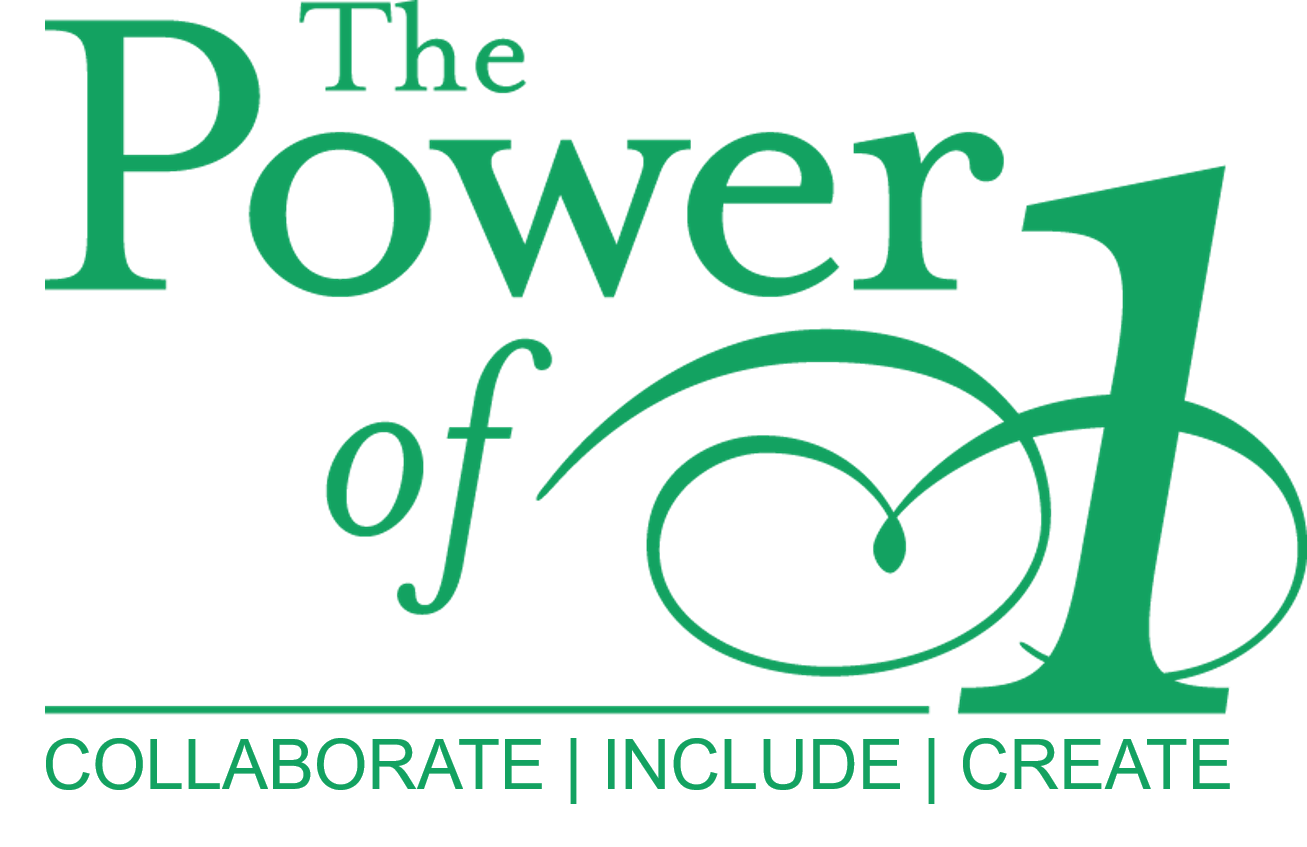 The
Power
of 1
COLLABORATE | INCLUDE | CREATE